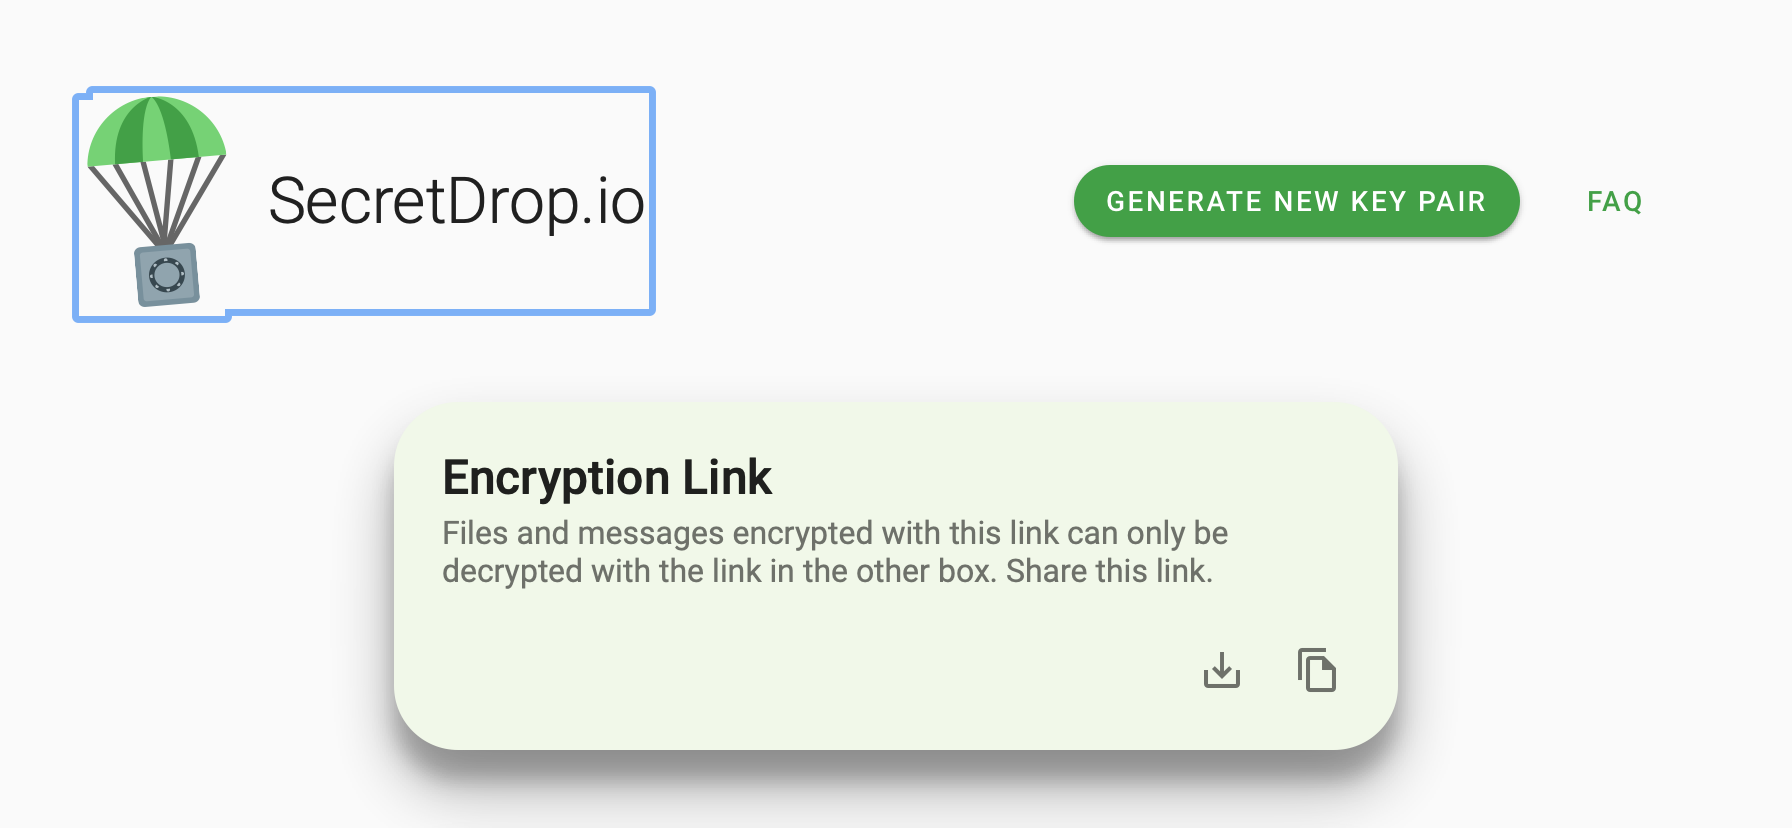 SecretDrop.io
GENERATE NEW KEY PAIR
FAQ
Encryption Link
Files and messages encrypted with this link can only be
decrypted with the link in the other box. Share this link.